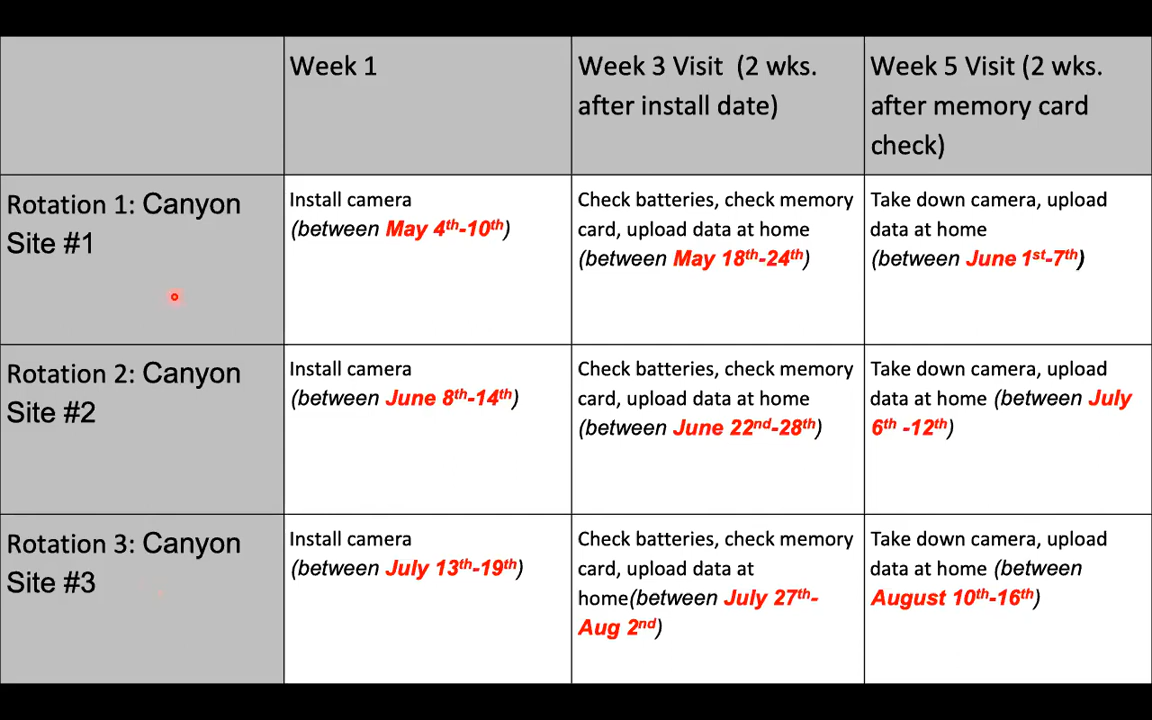 Week 1
Week 3 Visit  (2 wks.
after install date)
Week 5 Visit (2 wks.
after memory card
check)
Rotation 1: Canyon
Site #1
Install camera
(between May 4th-10th)
Check batteries, check memory
card, upload data at home
(between May 18th-24th)
Take down camera, upload
data at home
(between June 1st-7th)
Rotation 2: Canyon
Site #2
Install camera
(between June 8th-14th)
Check batteries, check memory
card, upload data at home
(between June 22nd-28th)
Take down camera, upload
data at home (between July
6th -12th)
Rotation 3: Canyon
Site #3
Install camera
(between July 13th-19th)
Check batteries, check memory
card, upload data at
home(between July 27th-
Aug 2nd)
Take down camera, upload
data at home (between
August 10th-16th)